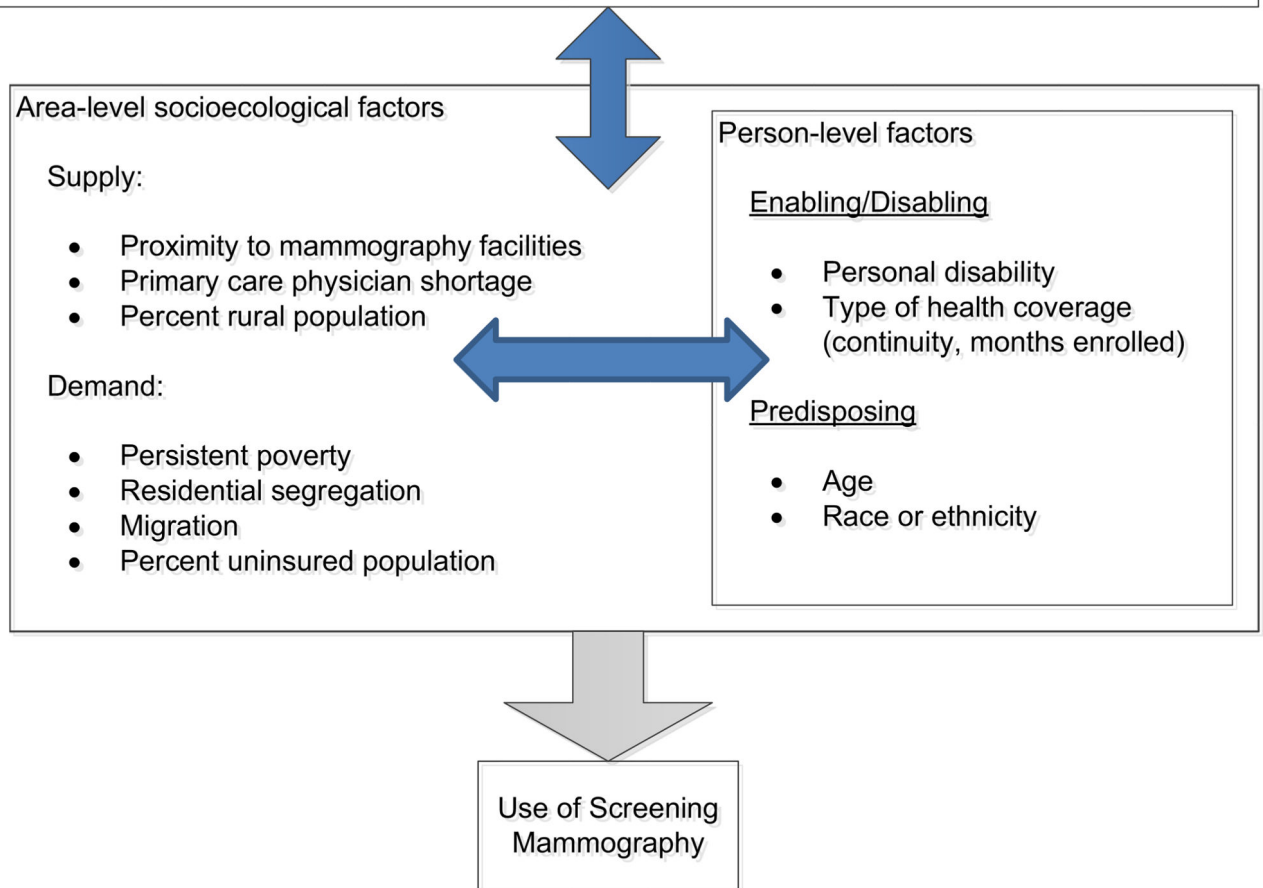 Area-level socioecological factors
Supply:
• Proximity to mammography facilities
• Primary care physician shortage
• Percent rural population
Demand:
• Persistent poverty
• Residential segregation
• Migration
• Percent uninsured population
Person-level factors
Enabling/Disabling
• Personal disability
• Type of health coverage
(continuity, months enrolled)
Predisposing
• Age
• Race or ethnicity
Use of Screening
Mammography